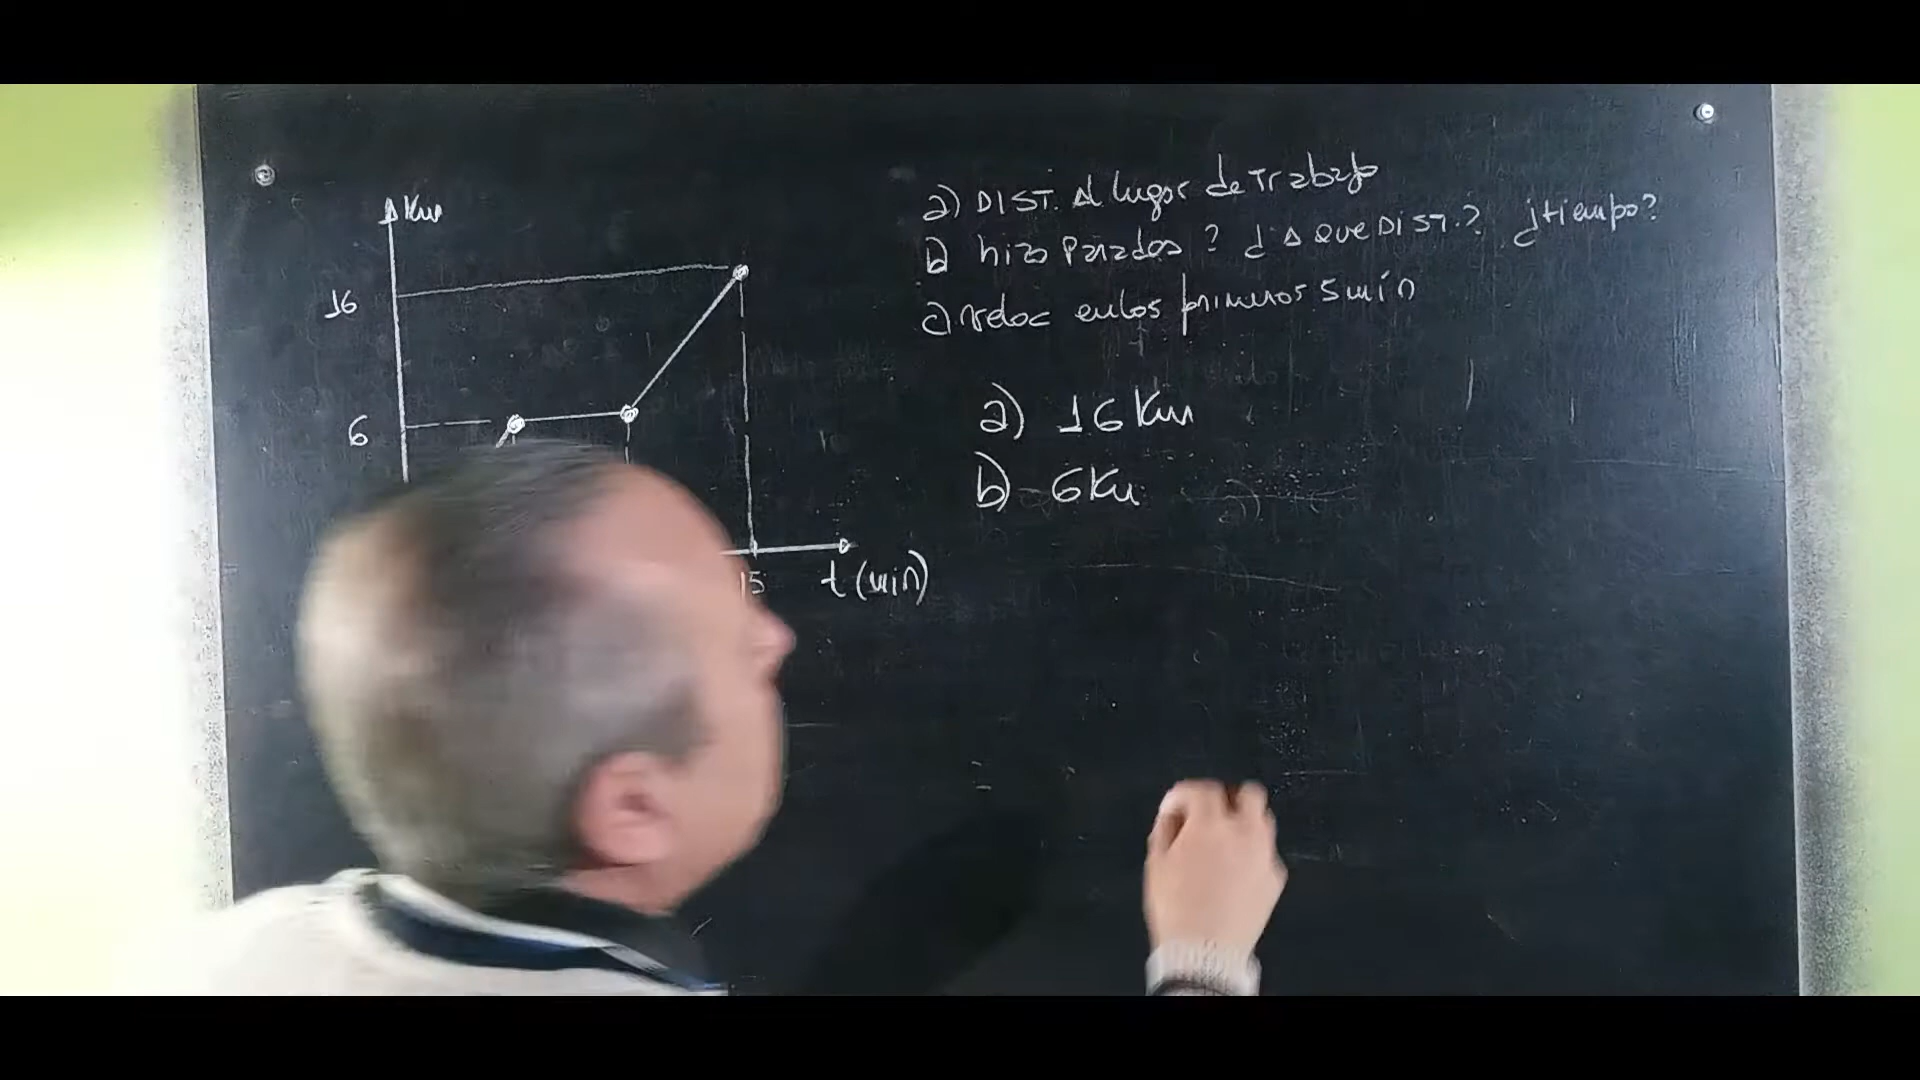 Km
16
6
15
t (min)
a) DIST. Al lugar de Trabajo
b) hizo Paradas ? ¿ A QUE DIST.? ¿tiempo?
c) veloc en los primeros 5 min
a) 16 Km
b) 6 Km